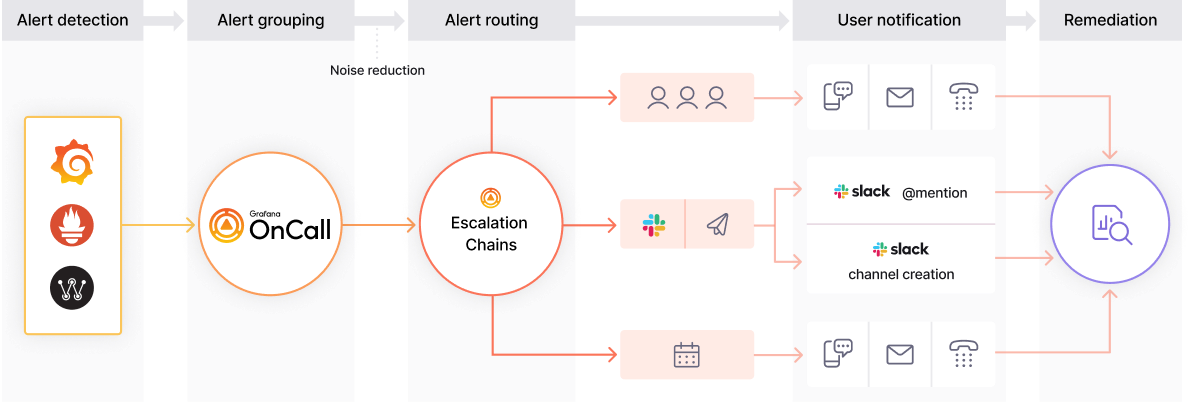 Alert detection
Alert grouping
Alert routing
User notification
Remediation
Noise reduction
Grafana
OnCall
Escalation
Chains
slack @mention
slack
channel creation